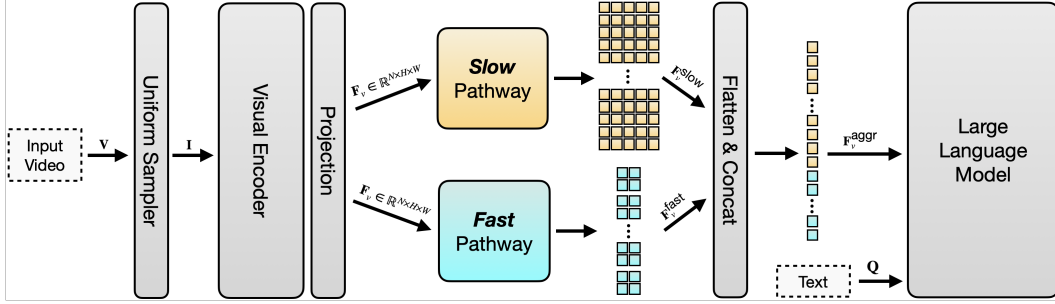 Input
Video
V
Uniform Sampler
I
Visual Encoder
Projection
F_v ∈ ℝ^{N×H×W}
Slow
Pathway
F_v^{slow}
F_v ∈ ℝ^{N×H×W}
Fast
Pathway
F_v^{fast}
Flatten & Concat
F_v^{aggr}
Text
Q
Large
Language
Model